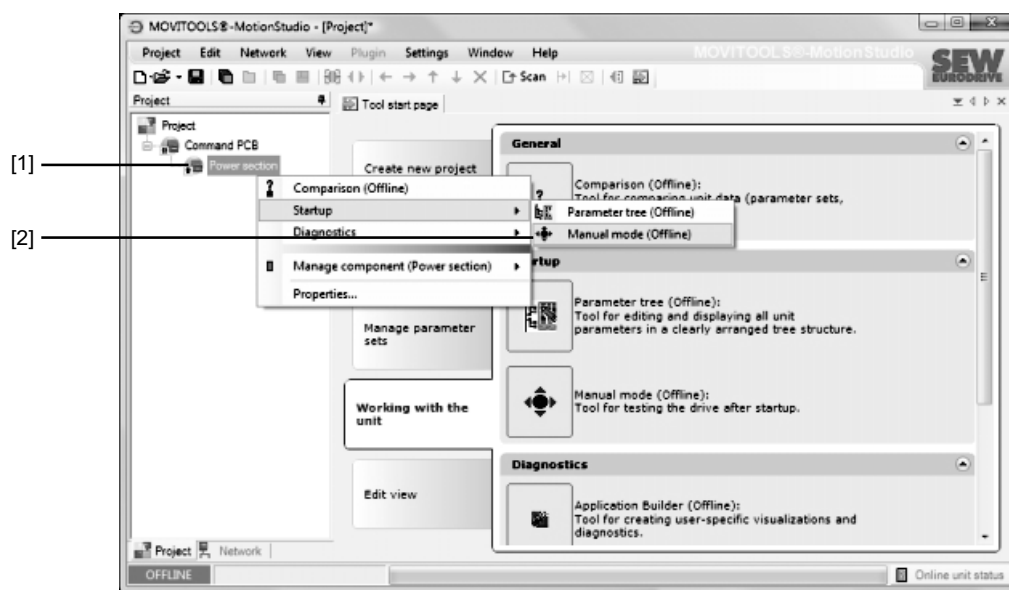 MOVITOOLS®-MotionStudio - [Project]*
Project Edit Network View Plugin Settings Window Help
MOVITOOLS®-MotionStudio
SEW
EURODRIVE
Scan
Project
Tool start page
Project
Command PCB
[1]
Power section
Create new project
General
Comparison (Offline):
Tool for comparing unit data (parameter sets,
Comparison (Offline)
Startup
Parameter tree (Offline)
[2]
Diagnostics
Manual mode (Offline)
Manage component (Power section)
rtup
Properties...
Parameter tree (Offline):
Tool for editing and displaying all unit
parameters in a clearly arranged tree structure.
Manage parameter
sets
Manual mode (Offline):
Tool for testing the drive after startup.
Working with the
unit
Diagnostics
Edit view
Application Builder (Offline):
Tool for creating user-specific visualizations and
diagnostics.
Project Network
OFFLINE
Online unit status